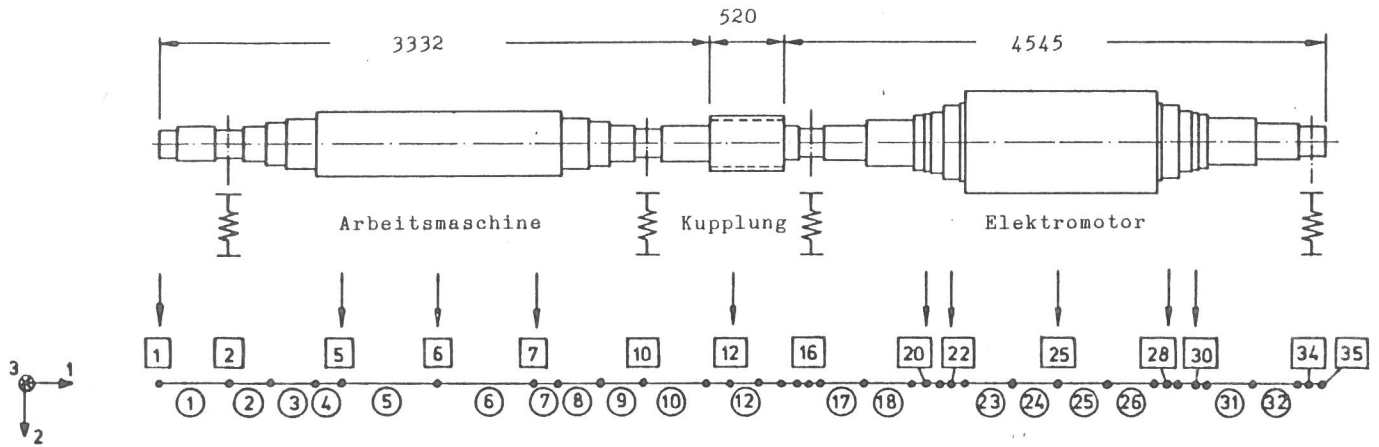 520
3332
4545
Arbeitsmaschine
Kupplung
Elektromotor
1 2 5 6 7 10 12 16 20 22 25 28 30 34 35
3 1
1 2 3 4 5 6 7 8 9 10 12 17 18 23 24 25 26 31 32
2